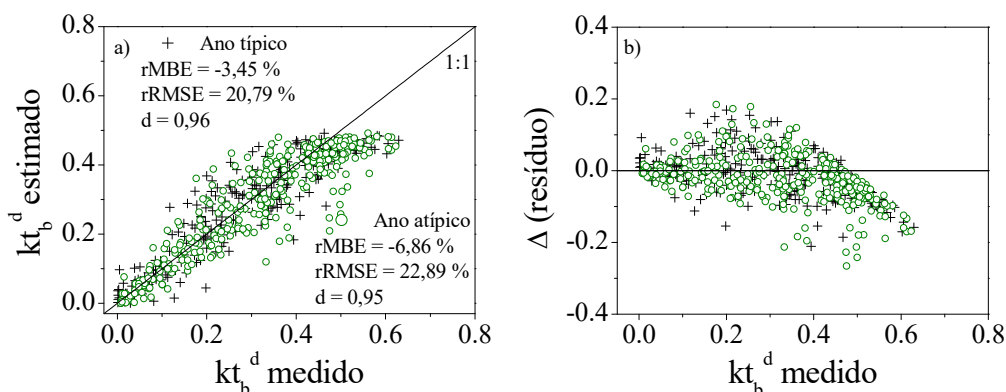 0.8
a)
+ Ano típico
rMBE = -3,45 %
rRMSE = 20,79 %
d = 0,96
1:1
0.6
0.4
0.2
0.0
kt_b^d estimado
Ano atípico
rMBE = -6,86 %
rRMSE = 22,89 %
d = 0,95
0.0 0.2 0.4 0.6 0.8
kt_b^d medido
0.4
b)
0.2
0.0
-0.2
-0.4
Δ (resíduo)
0.0 0.2 0.4 0.6 0.8
kt_b^d medido